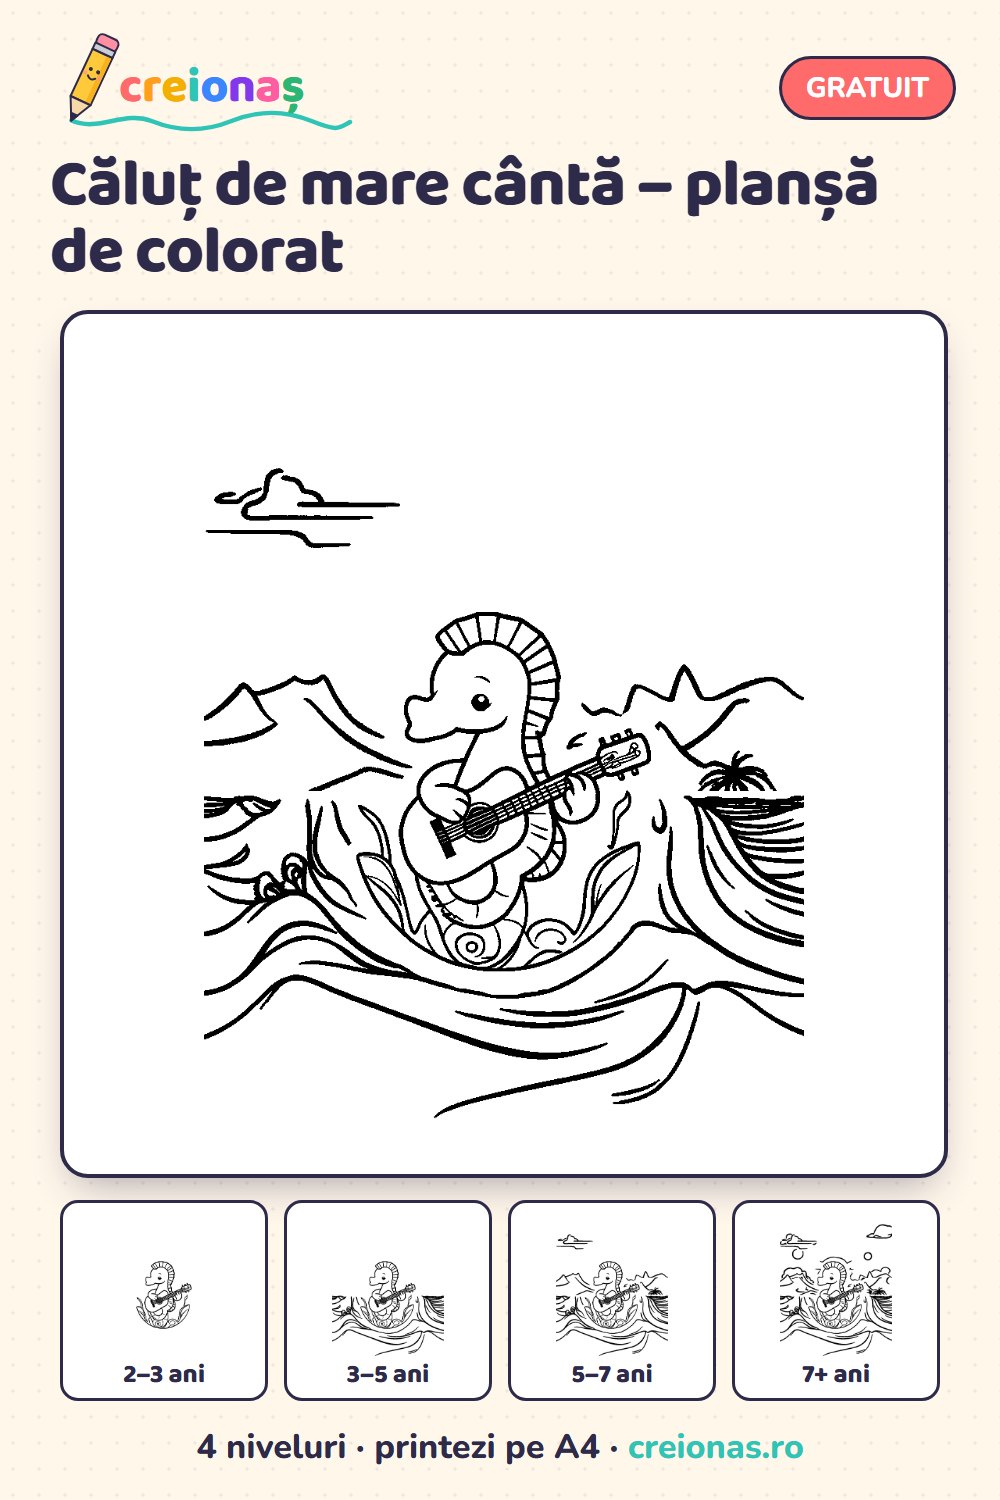 creionaș
GRATUIT
Căluț de mare cântă – planșă
de colorat
2–3 ani
3–5 ani
5–7 ani
7+ ani
4 niveluri · printezi pe A4 · creionas.ro